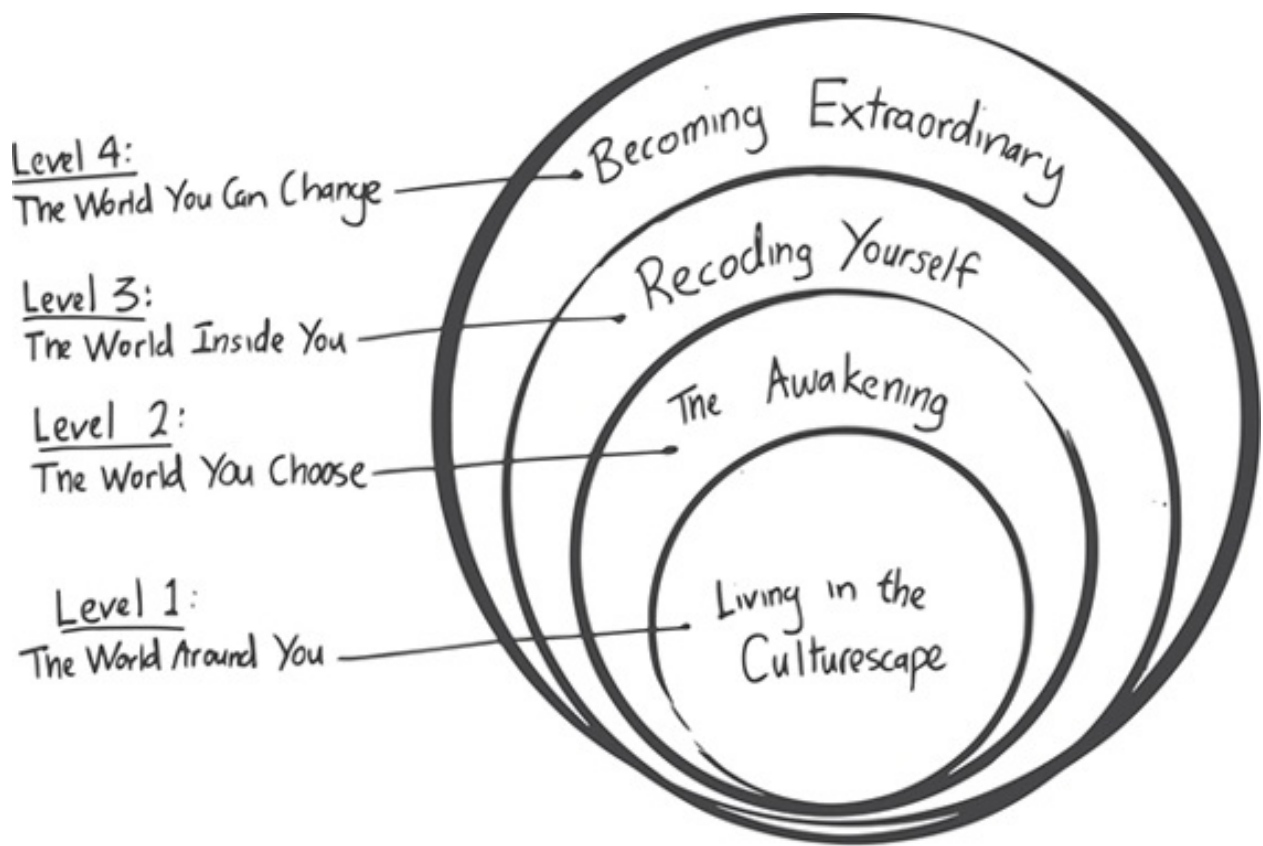 Level 4:
The World You Can Change
Becoming Extraordinary
Level 3:
The World Inside You
Recoding Yourself
Level 2:
The World You Choose
The Awakening
Level 1:
The World Around You
Living in the
Culturescape